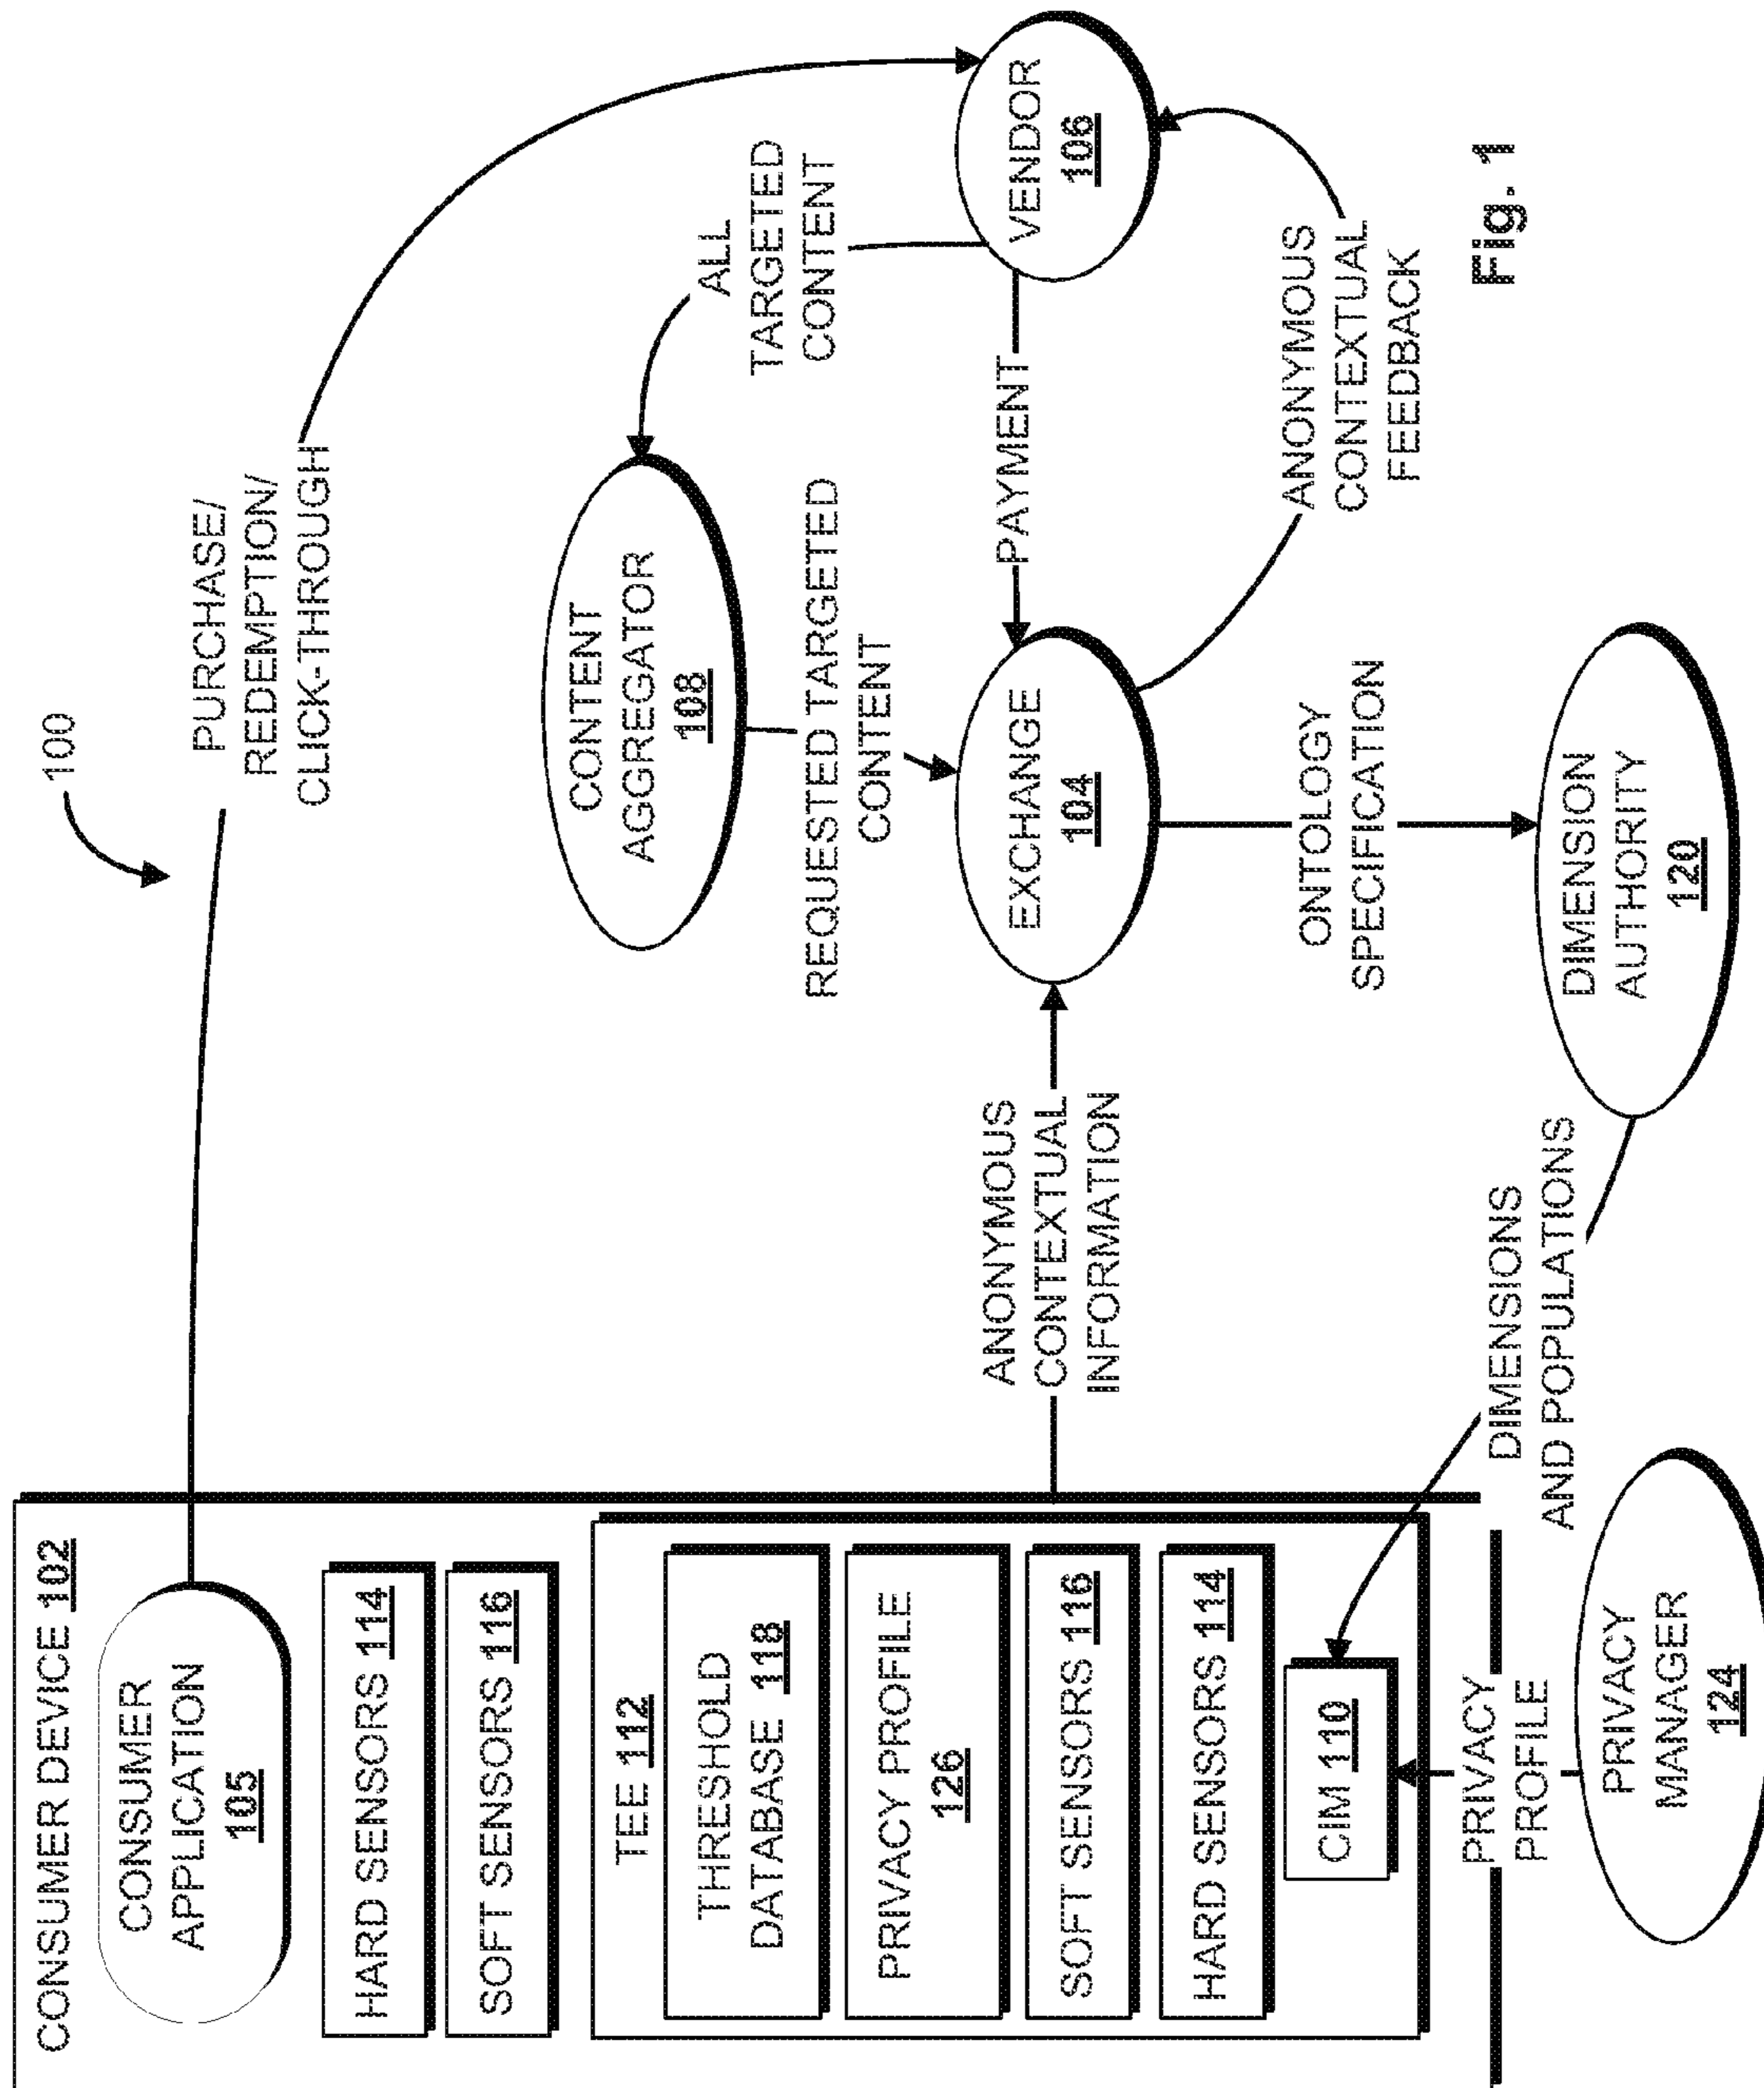 100
CONSUMER DEVICE 102
CONSUMER
APPLICATION
105
HARD SENSORS 114
SOFT SENSORS 116
TEE 112
THRESHOLD
DATABASE 118
PRIVACY PROFILE
126
SOFT SENSORS 116
HARD SENSORS 114
CIM 110
PRIVACY
PROFILE
PRIVACY
MANAGER
124
PURCHASE/
REDEMPTION/
CLICK-THROUGH
ANONYMOUS
CONTEXTUAL
INFORMATION
DIMENSIONS
AND POPULATIONS
CONTENT
AGGREGATOR
108
REQUESTED TARGETED
CONTENT
EXCHANGE
104
ONTOLOGY
SPECIFICATION
DIMENSION
AUTHORITY
120
ALL
TARGETED
CONTENT
PAYMENT
VENDOR
106
ANONYMOUS
CONTEXTUAL
FEEDBACK
Fig. 1